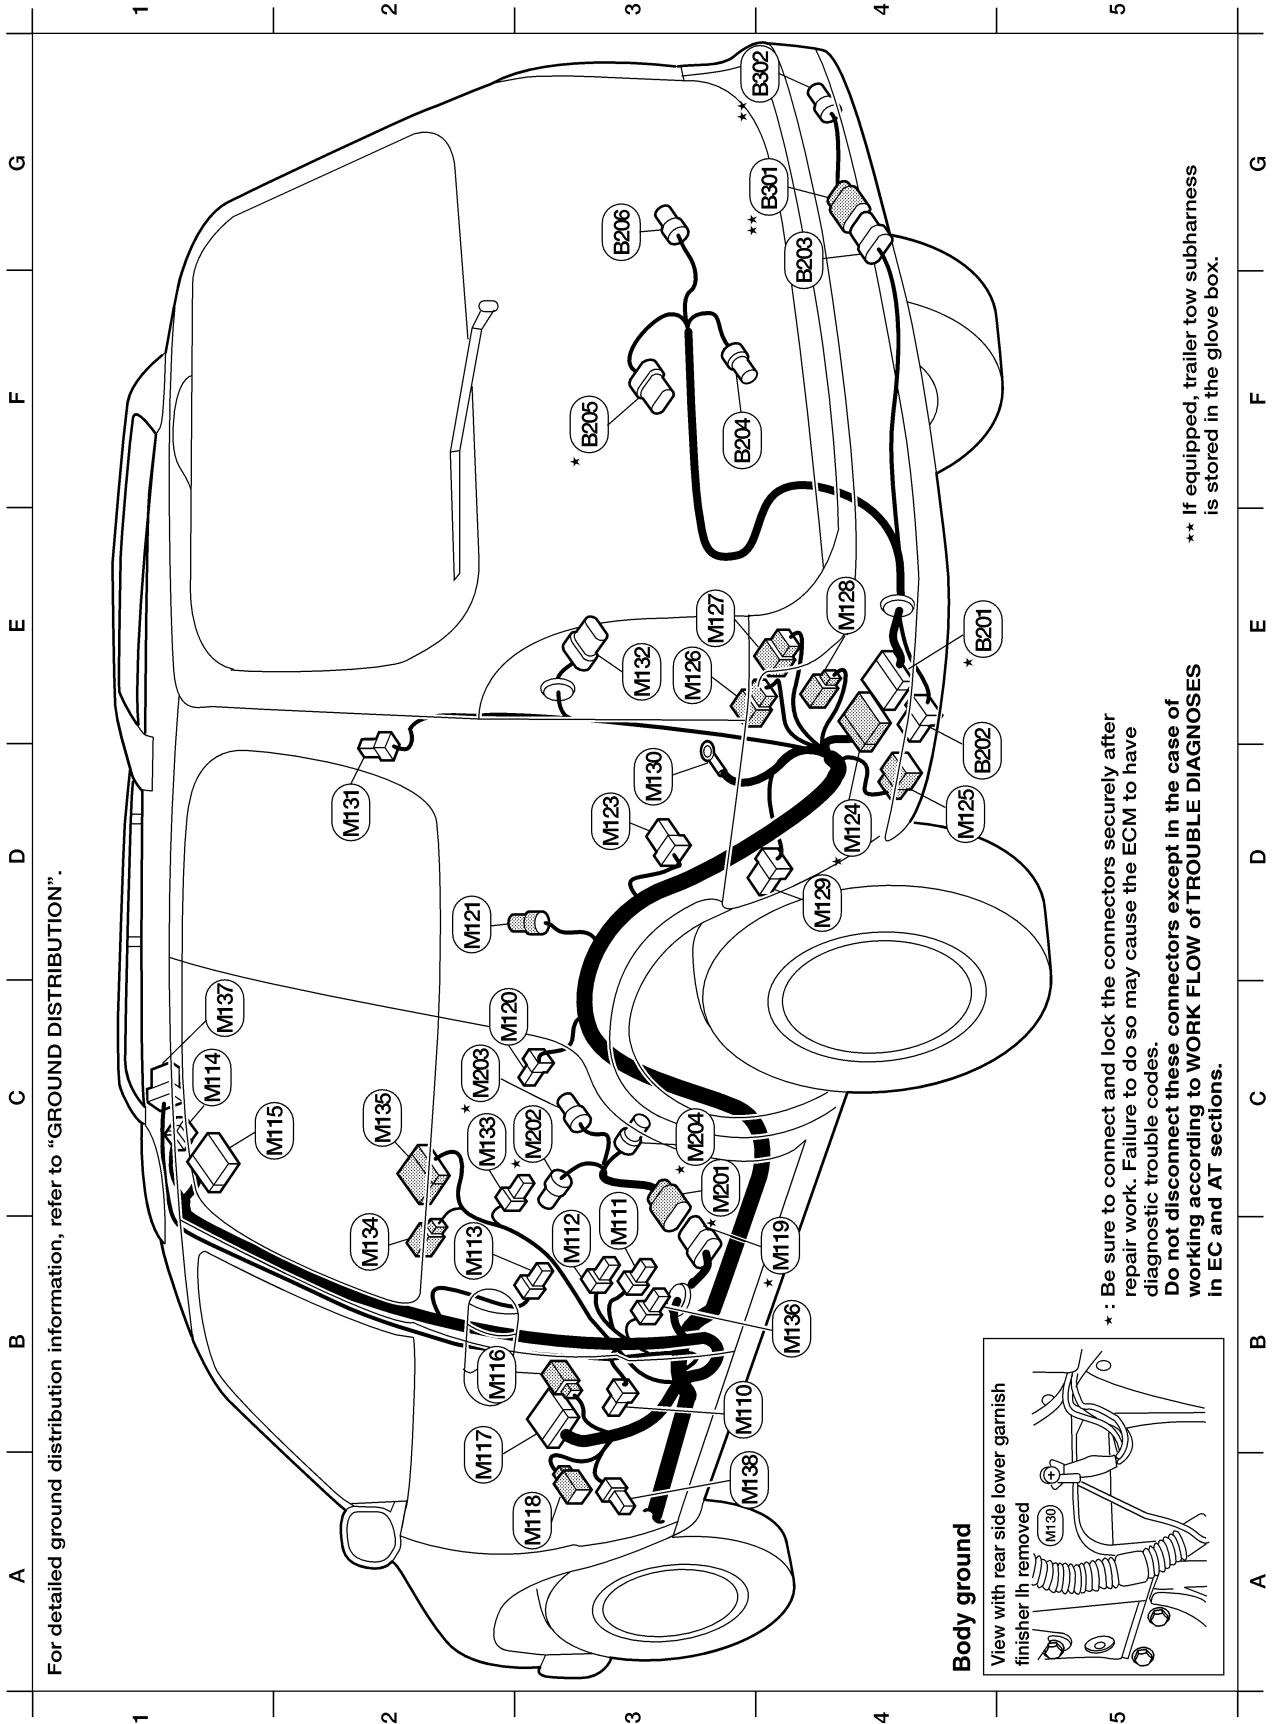 For detailed ground distribution information, refer to “GROUND DISTRIBUTION”.
A
B
C
D
E
F
G
1
2
3
4
5
M137
M114
M115
M131
M135
M134
M133
★
M113
M203
★
M120
M121
M202
M112
M111
M204
★
M201
★
M119
★
M136
M116
M117
M118
M110
M138
M123
M130
M129
M124
★
M125
M126
M127
M128
M132
B201
★
B202
B205
★
B204
B206
B203
B301
★★
B302
★★
Body ground
View with rear side lower garnish
finisher lh removed
M130
★ : Be sure to connect and lock the connectors securely after
repair work. Failure to do so may cause the ECM to have
diagnostic trouble codes.
Do not disconnect these connectors except in the case of
working according to WORK FLOW of TROUBLE DIAGNOSES
in EC and AT sections.
★★ If equipped, trailer tow subharness
is stored in the glove box.
A
B
C
D
E
F
G
1
2
3
4
5